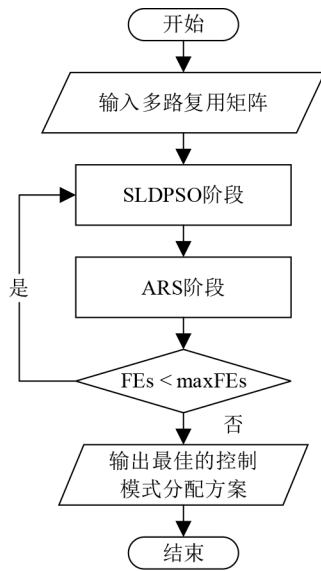 开始
输入多路复用矩阵
SLDPSO阶段
ARS阶段
是
FEs < maxFEs
否
输出最佳的控制
模式分配方案
结束